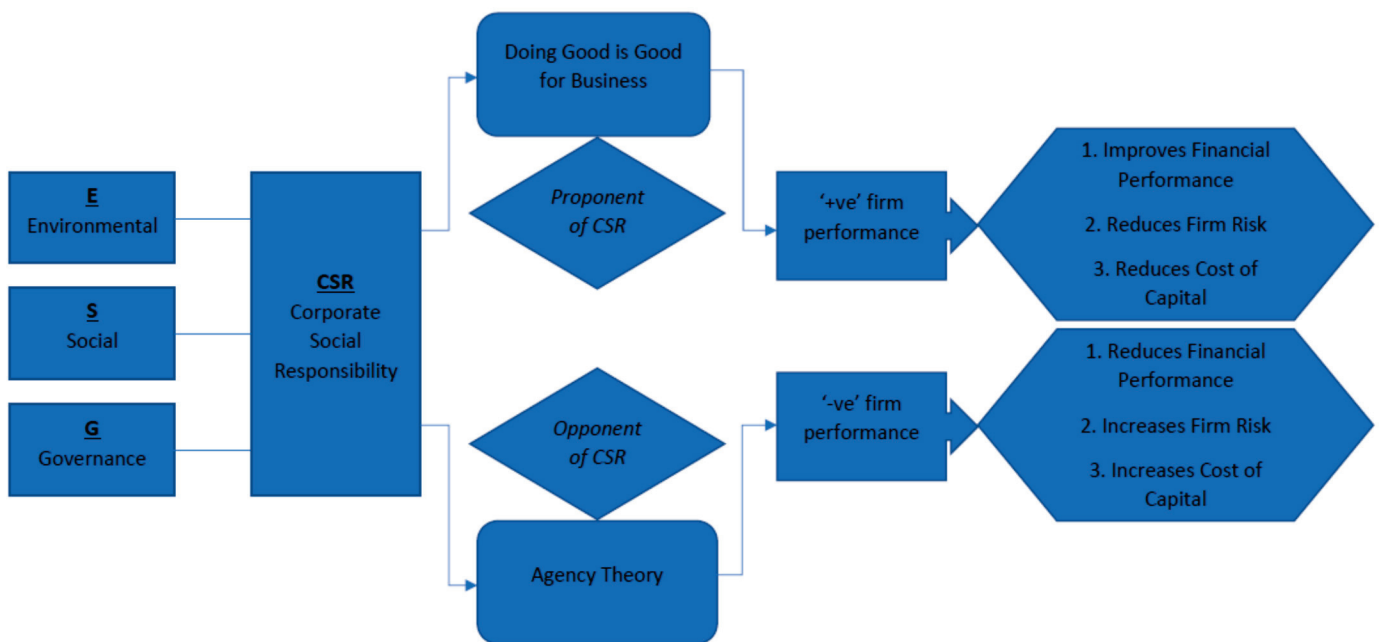 E
Environmental
S
Social
G
Governance
CSR
Corporate
Social
Responsibility
Doing Good is Good
for Business
Proponent
of CSR
Opponent
of CSR
Agency Theory
‘+ve’ firm
performance
‘-ve’ firm
performance
1. Improves Financial
Performance
2. Reduces Firm Risk
3. Reduces Cost of
Capital
1. Reduces Financial
Performance
2. Increases Firm Risk
3. Increases Cost of
Capital